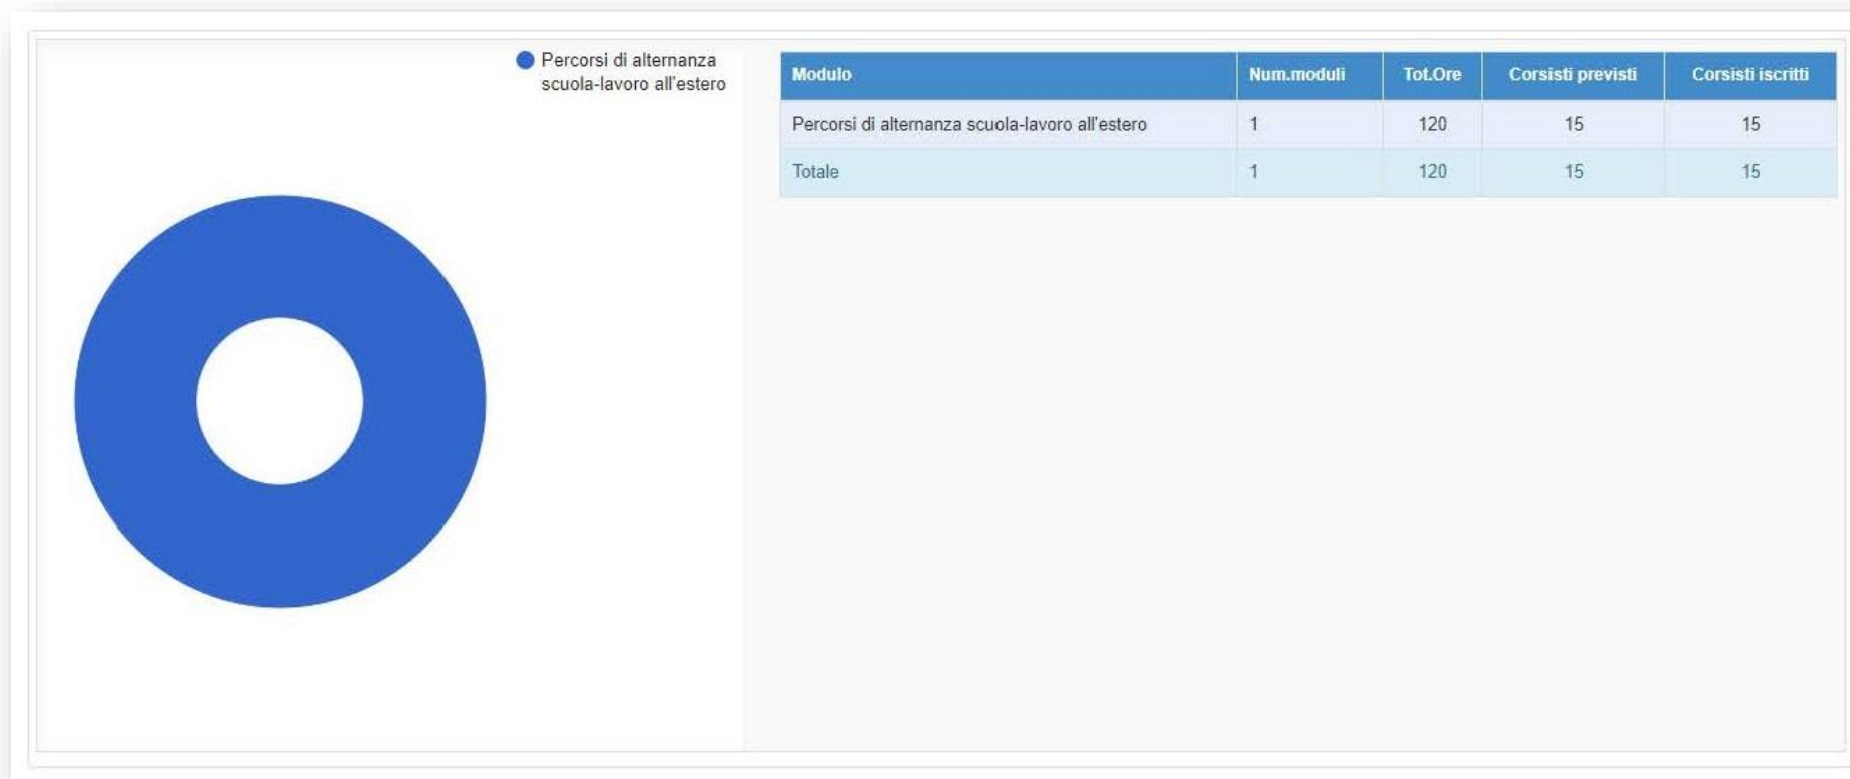 Percorsi di alternanza
scuola-lavoro all'estero
Modulo Num.moduli Tot.Ore Corsisti previsti Corsisti iscritti
Percorsi di alternanza scuola-lavoro all'estero 1 120 15 15
Totale 1 120 15 15